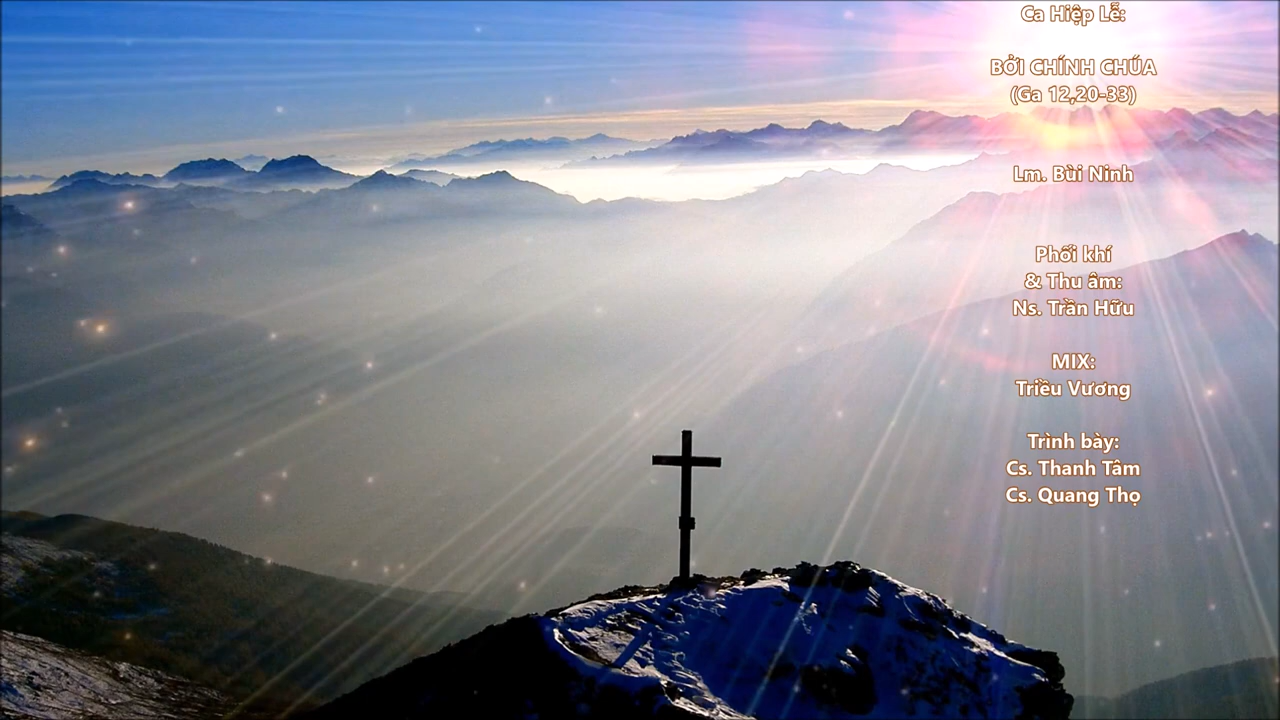 Ca Hiệp Lễ:
BỞI CHÍNH CHÚA
(Ga 12,20-33)
Lm. Bùi Ninh
Phối khí
& Thu âm:
Ns. Trần Hữu
MIX:
Triều Vương
Trình bày:
Cs. Thanh Tâm
Cs. Quang Thọ